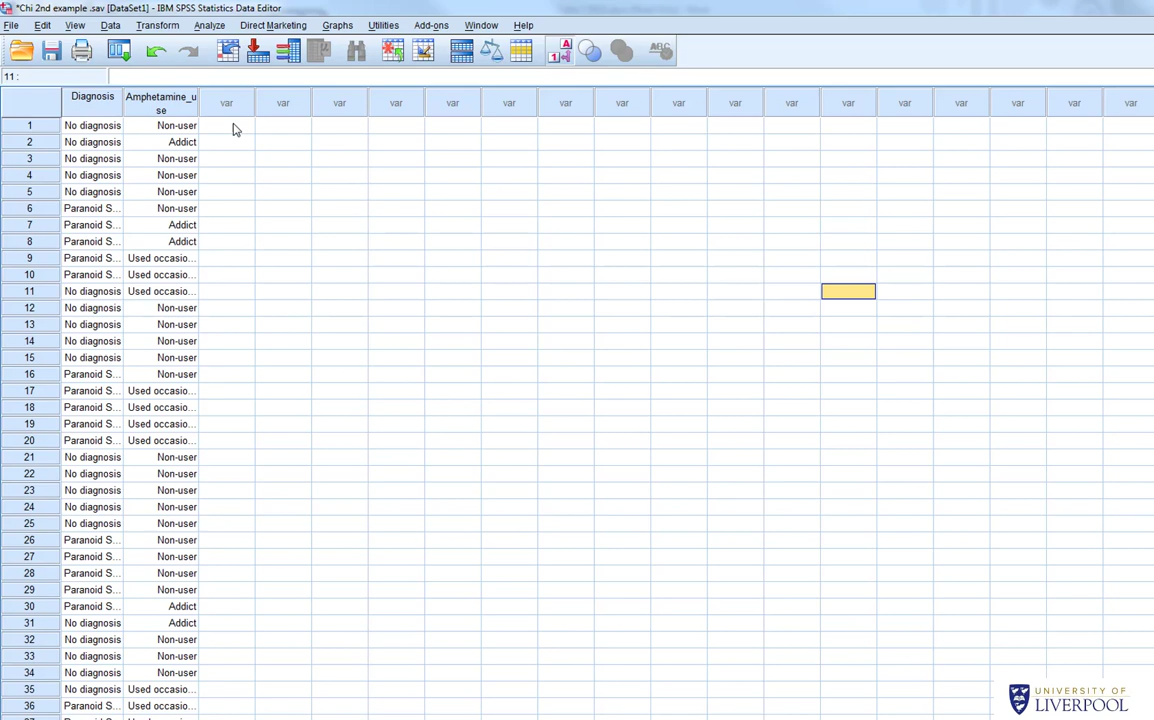 *Chi 2nd example .sav [DataSet1] - IBM SPSS Statistics Data Editor
File Edit View Data Transform Analyze Direct Marketing Graphs Utilities Add-ons Window Help
11 :
Diagnosis Amphetamine_u
se
var var var var var var var var var var var var var var var var var
1 No diagnosis Non-user
2 No diagnosis Addict
3 No diagnosis Non-user
4 No diagnosis Non-user
5 No diagnosis Non-user
6 Paranoid S... Non-user
7 Paranoid S... Addict
8 Paranoid S... Addict
9 Paranoid S... Used occasio...
10 Paranoid S... Used occasio...
11 No diagnosis Used occasio...
12 No diagnosis Non-user
13 No diagnosis Non-user
14 No diagnosis Non-user
15 No diagnosis Non-user
16 Paranoid S... Non-user
17 Paranoid S... Used occasio...
18 Paranoid S... Used occasio...
19 Paranoid S... Used occasio...
20 Paranoid S... Used occasio...
21 No diagnosis Non-user
22 No diagnosis Non-user
23 No diagnosis Non-user
24 No diagnosis Non-user
25 No diagnosis Non-user
26 Paranoid S... Non-user
27 Paranoid S... Non-user
28 Paranoid S... Non-user
29 Paranoid S... Non-user
30 Paranoid S... Addict
31 No diagnosis Addict
32 No diagnosis Non-user
33 No diagnosis Non-user
34 No diagnosis Non-user
35 No diagnosis Used occasio...
36 Paranoid S... Used occasio...
UNIVERSITY OF
LIVERPOOL